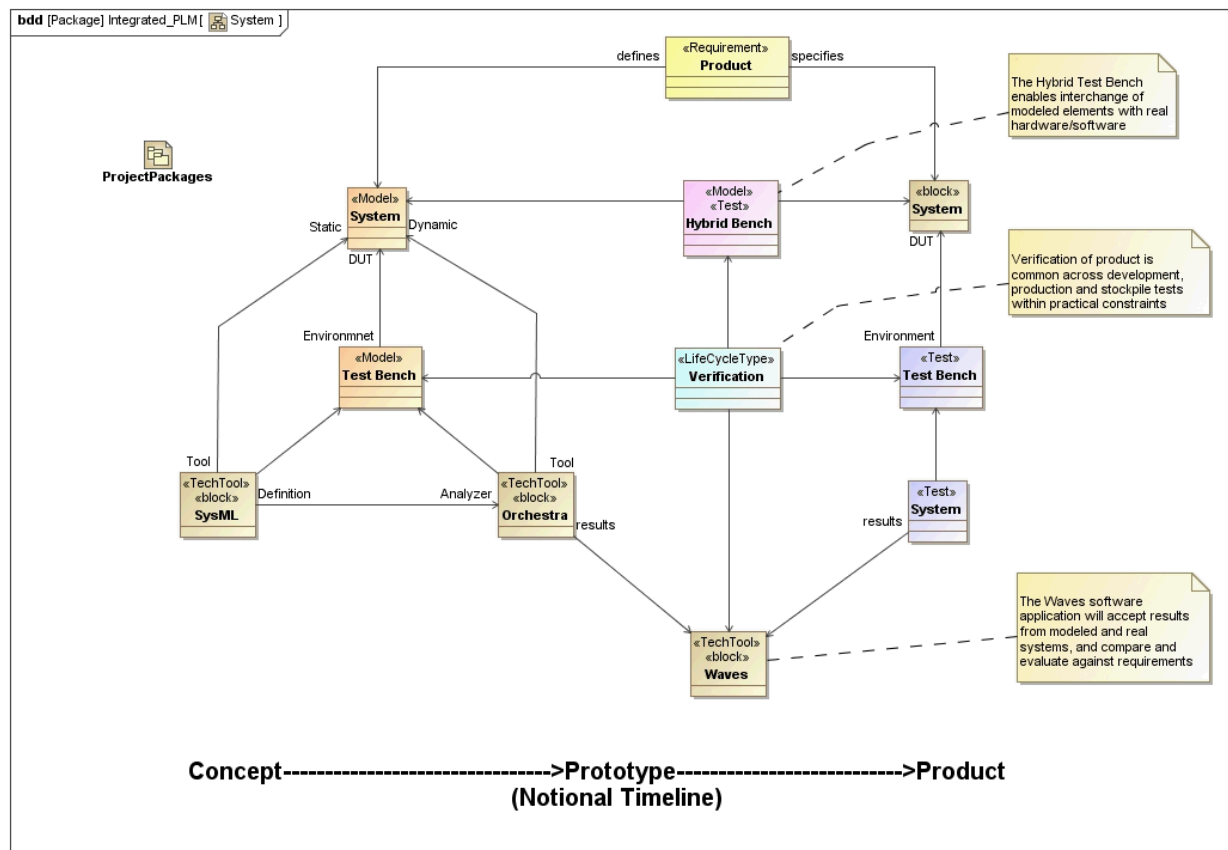 bdd [Package] Integrated_PLM[ System ]
«Requirement»
Product
defines
specifies
The Hybrid Test Bench
enables interchange of
modeled elements with real
hardware/software
ProjectPackages
«Model»
System
Static
Dynamic
DUT
«Model»
«Test»
Hybrid Bench
«block»
System
DUT
Verification of product is
common across development,
production and stockpile tests
within practical constraints
Environmnet
«Model»
Test Bench
«LifeCycleType»
Verification
Environment
«Test»
Test Bench
Tool
«TechTool»
«block»
SysML
Definition
Analyzer
Tool
«TechTool»
«block»
Orchestra
results
«Test»
System
results
«TechTool»
«block»
Waves
The Waves software
application will accept results
from modeled and real
systems, and compare and
evaluate against requirements
Concept-------------------------------->Prototype--------------------------->Product
(Notional Timeline)